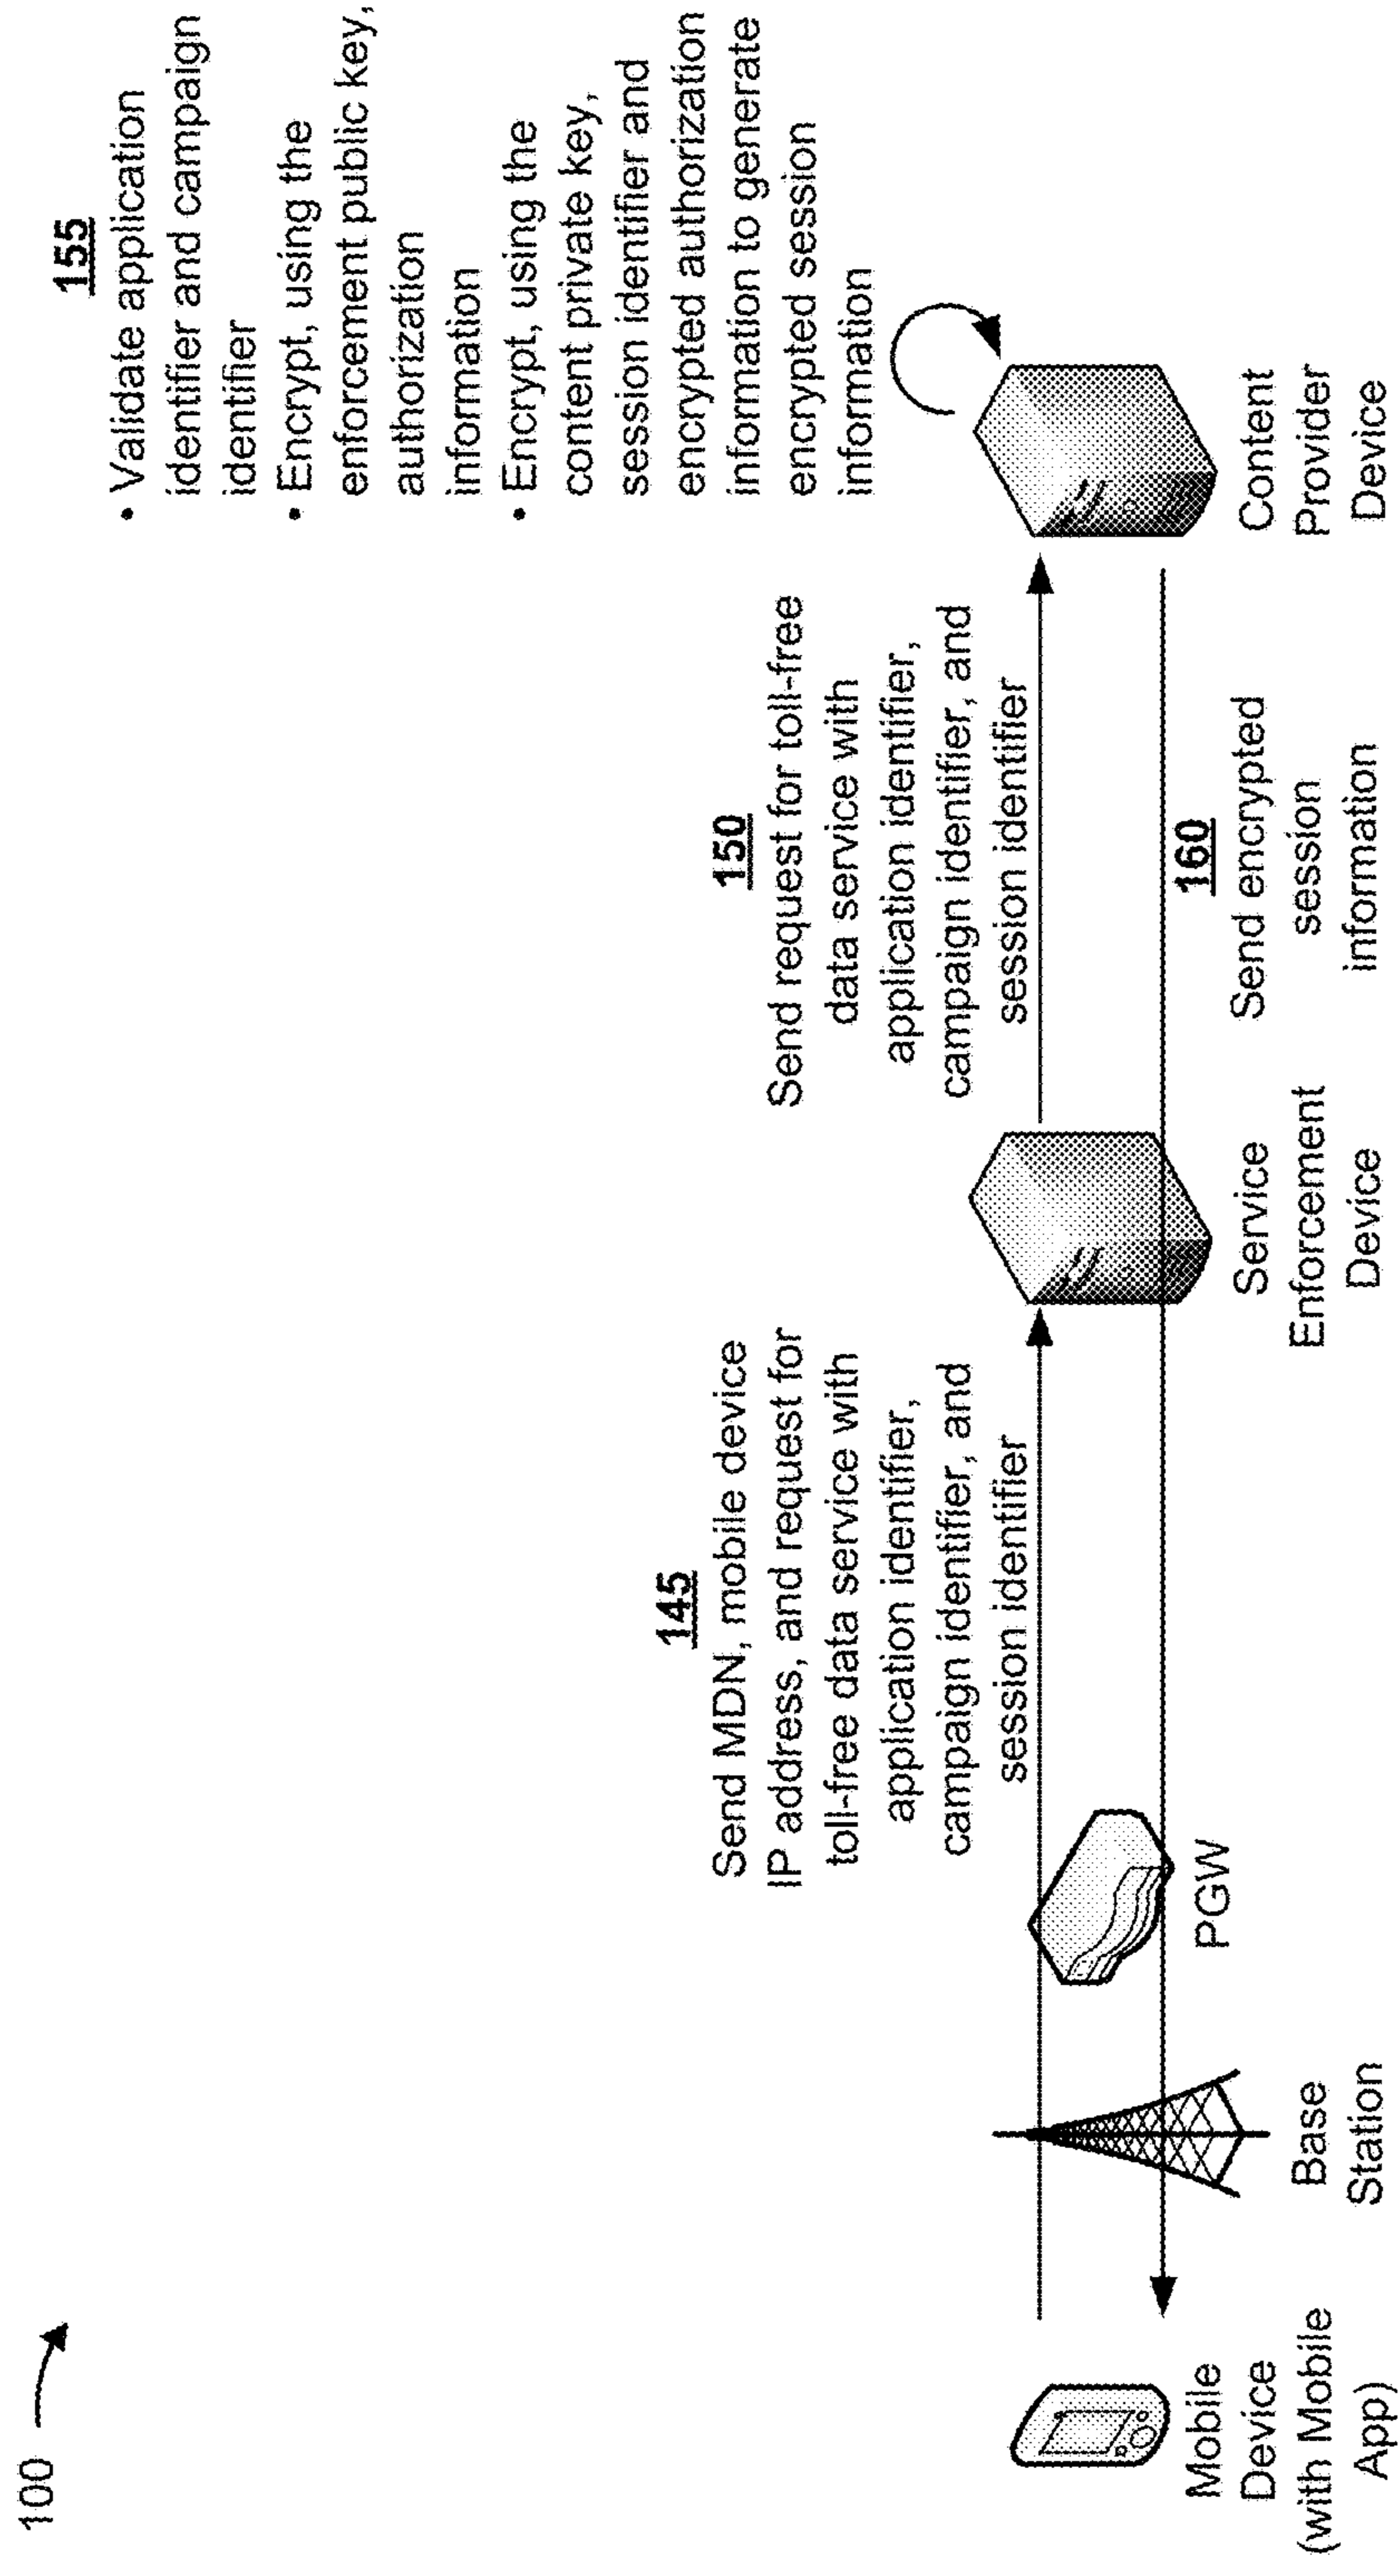 100
155
• Validate application
identifier and campaign
identifier
• Encrypt, using the
enforcement public key,
authorization
information
• Encrypt, using the
content private key,
session identifier and
encrypted authorization
information to generate
encrypted session
information
145
Send MDN, mobile device
IP address, and request for
toll-free data service with
application identifier,
campaign identifier, and
session identifier
150
Send request for toll-free
data service with
application identifier,
campaign identifier, and
session identifier
160
Send encrypted
session
information
Mobile
Device
(with Mobile
App)
Base
Station
PGW
Service
Enforcement
Device
Content
Provider
Device